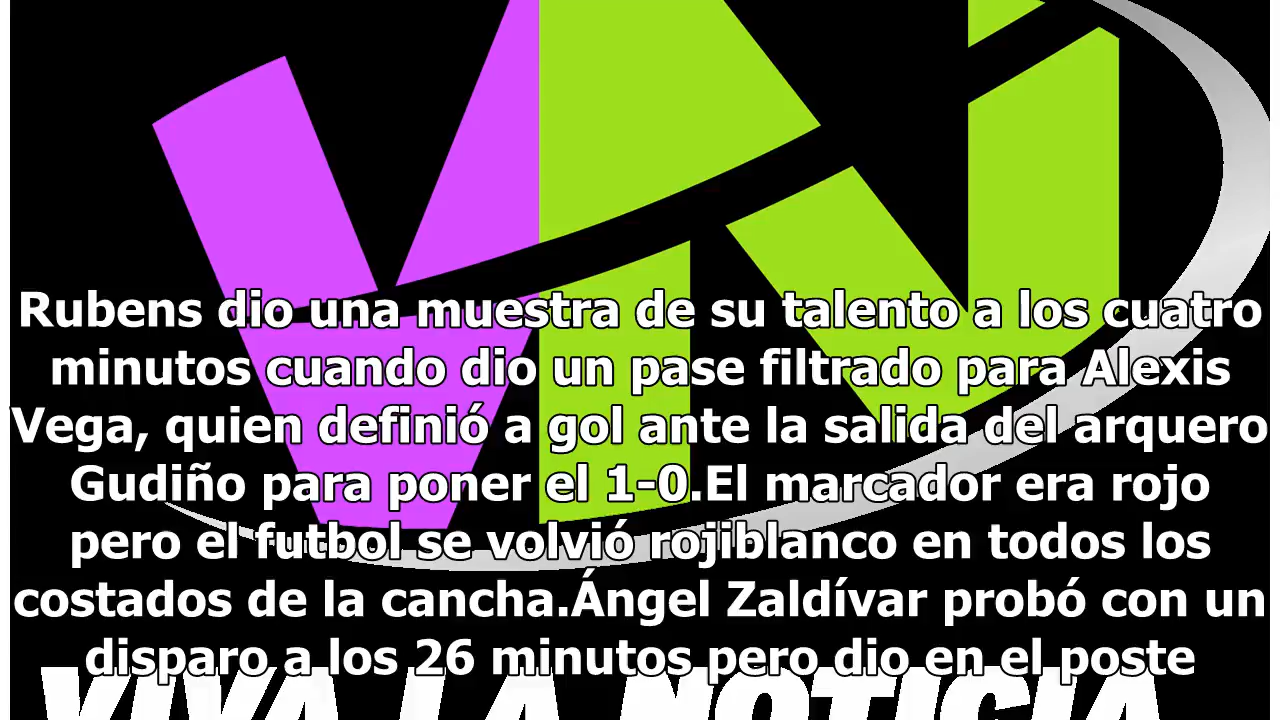 Rubens dio una muestra de su talento a los cuatro
minutos cuando dio un pase filtrado para Alexis
Vega, quien definió a gol ante la salida del arquero
Gudiño para poner el 1-0.El marcador era rojo
pero el futbol se volvió rojiblanco en todos los
costados de la cancha.Ángel Zaldívar probó con un
disparo a los 26 minutos pero dio en el poste
VIVA LA NOTICIA